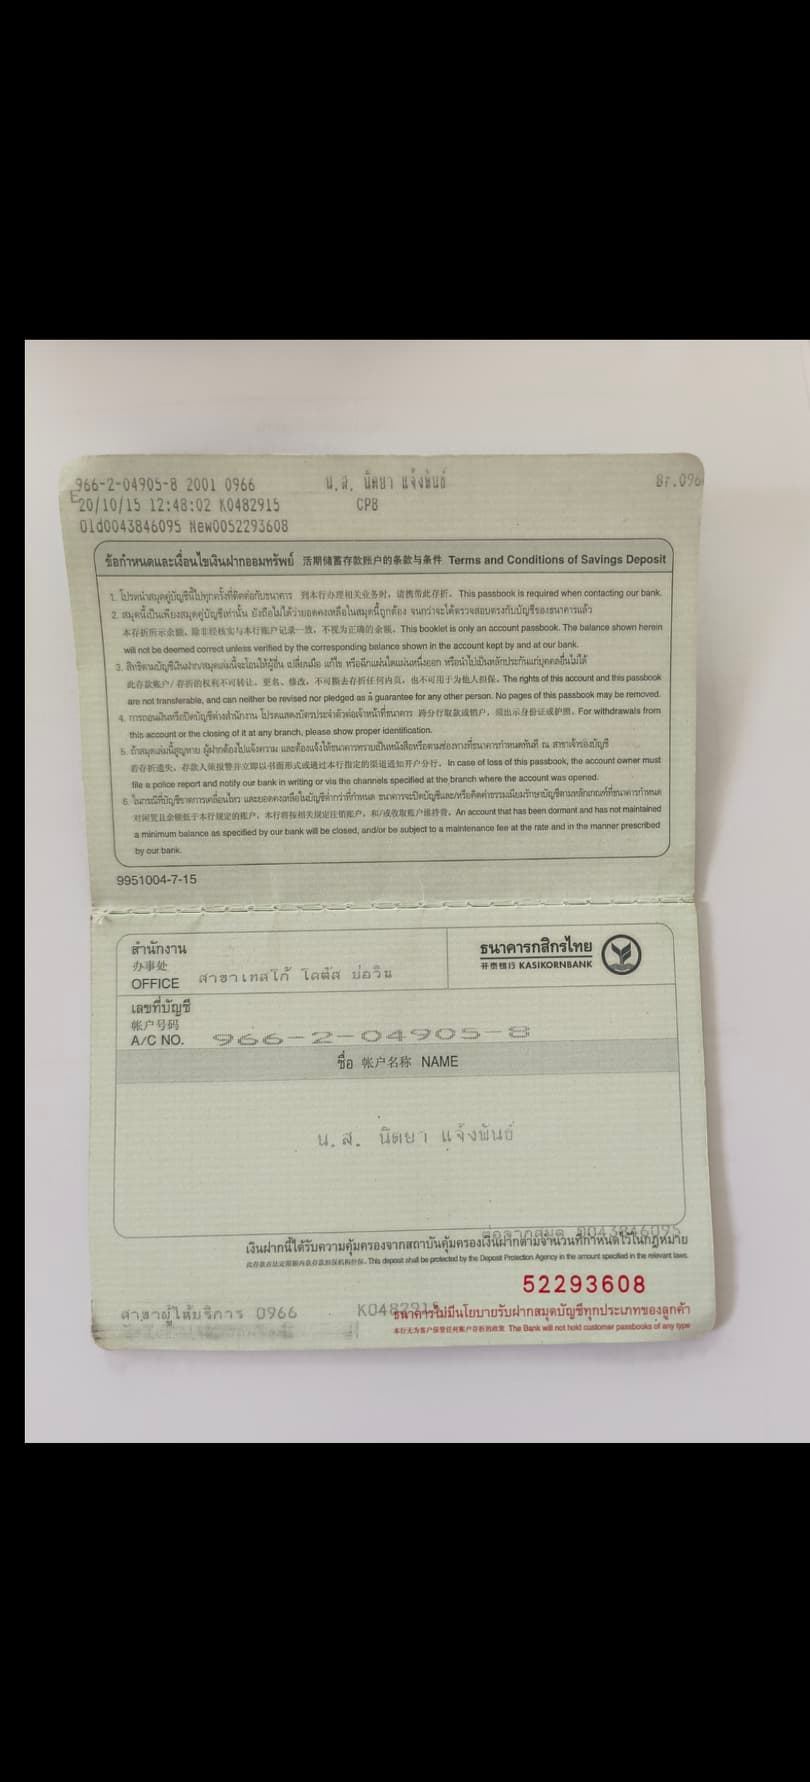 966-2-04905-8 2001 0966 น.ส. นิตยา แจ้งพันธ์ Br.096
E20/10/15 12:48:02 K0482915 CPB
Old0043846095 New0052293608
ข้อกำหนดและเงื่อนไขเงินฝากออมทรัพย์ 活期储蓄存款账户的条款与条件 Terms and Conditions of Savings Deposit
1. โปรดนำสมุดคู่บัญชีนี้ไปทุกครั้งที่ติดต่อกับธนาคาร 到本行办理相关业务时，请携带此存折。This passbook is required when contacting our bank.
2. สมุดนี้เป็นเพียงสมุดคู่บัญชีเท่านั้น ยังถือไม่ได้ว่ายอดคงเหลือในสมุดนี้ถูกต้อง จนกว่าจะได้ตรวจสอบตรงกับบัญชีของธนาคารแล้ว
本存折所示余额，除非经核实与本行账户记录一致，不视为正确的余额。This booklet is only an account passbook. The balance shown herein
will not be deemed correct unless verified by the corresponding balance shown in the account kept by and at our bank.
3. สิทธิตามบัญชีเงินฝาก/สมุดเล่มนี้จะโอนให้ผู้อื่น เปลี่ยนมือ แก้ไข หรือฉีกแผ่นใดแผ่นหนึ่งออก หรือนำไปเป็นหลักประกันแก่บุคคลอื่นไม่ได้
此存款账户/存折的权利不可转让、更名、修改，不可撕去存折任何内页，也不可用于为他人担保。The rights of this account and this passbook
are not transferable, and can neither be revised nor pledged as a guarantee for any other person. No pages of this passbook may be removed.
4. การถอนเงินหรือปิดบัญชีต่างสำนักงาน โปรดแสดงบัตรประจำตัวต่อเจ้าหน้าที่ธนาคาร 跨分行取款或销户，须出示身份证或护照。For withdrawals from
this account or the closing of it at any branch, please show proper identification.
5. ถ้าสมุดเล่มนี้สูญหาย ผู้ฝากต้องไปแจ้งความ และต้องแจ้งให้ธนาคารทราบเป็นหนังสือหรือตามช่องทางที่ธนาคารกำหนดทันที ณ สาขาเจ้าของบัญชี
若存折遗失，存款人须报警并立即以书面形式或通过本行指定的渠道通知开户分行。In case of loss of this passbook, the account owner must
file a police report and notify our bank in writing or via the channels specified at the branch where the account was opened.
6. ในกรณีที่บัญชีขาดการเคลื่อนไหว และยอดคงเหลือในบัญชีต่ำกว่าที่กำหนด ธนาคารจะปิดบัญชีและ/หรือคิดค่าธรรมเนียมรักษาบัญชีตามหลักเกณฑ์ที่ธนาคารกำหนด
对闲置且余额低于本行规定的账户，本行将按相关规定注销账户，和/或收取账户维持费。An account that has been dormant and has not maintained
a minimum balance as specified by our bank will be closed, and/or be subject to a maintenance fee at the rate and in the manner prescribed
by our bank.
9951004-7-15
สำนักงาน
办事处
OFFICE สาขาเทสโก้ โลตัส บ่อวิน
ธนาคารกสิกรไทย
开泰银行 KASIKORNBANK
เลขที่บัญชี
帐户号码
A/C NO. 966-2-04905-8
ชื่อ 帐户名称 NAME
น.ส. นิตยา แจ้งพันธ์
ต่อจากสมุด 0043846095
เงินฝากนี้ได้รับความคุ้มครองจากสถาบันคุ้มครองเงินฝากตามจำนวนที่กำหนดไว้ในกฎหมาย
This deposit shall be protected by the Deposit Protection Agency in the amount specified in the relevant laws.
52293608
สาขาผู้ให้บริการ 0966 K0482915
ธนาคารไม่มีนโยบายรับฝากสมุดบัญชีทุกประเภทของลูกค้า
本行无为客户保管任何账户存折的政策 The Bank will not hold customer passbooks of any type